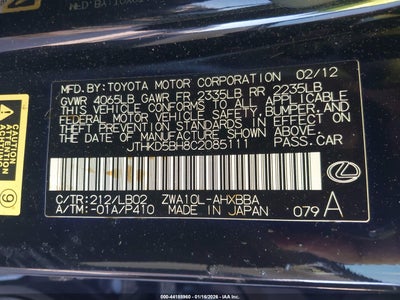 MFD.BY:TOYOTA MOTOR CORPORATION 02/12
GVWR 4065LB GAWR FR 2335LB RR 2235LB
THIS VEHICLE CONFORMS TO ALL APPLICABLE
FEDERAL MOTOR VEHICLE SAFETY, BUMPER, AND THEFT PREVENTION
STANDARDS IN EFFECT ON THE
DATE OF MANUFACTURE SHOWN ABOVE.
JTHKD5BH8C2085111 PASS.CAR
C/TR:212/LB02 ZWA10L-AHXBBA
A/TM:-01A/P410 MADE IN JAPAN 079 A
ATTENTION
000-44188960 - 01/16/2026 - IAA Inc.